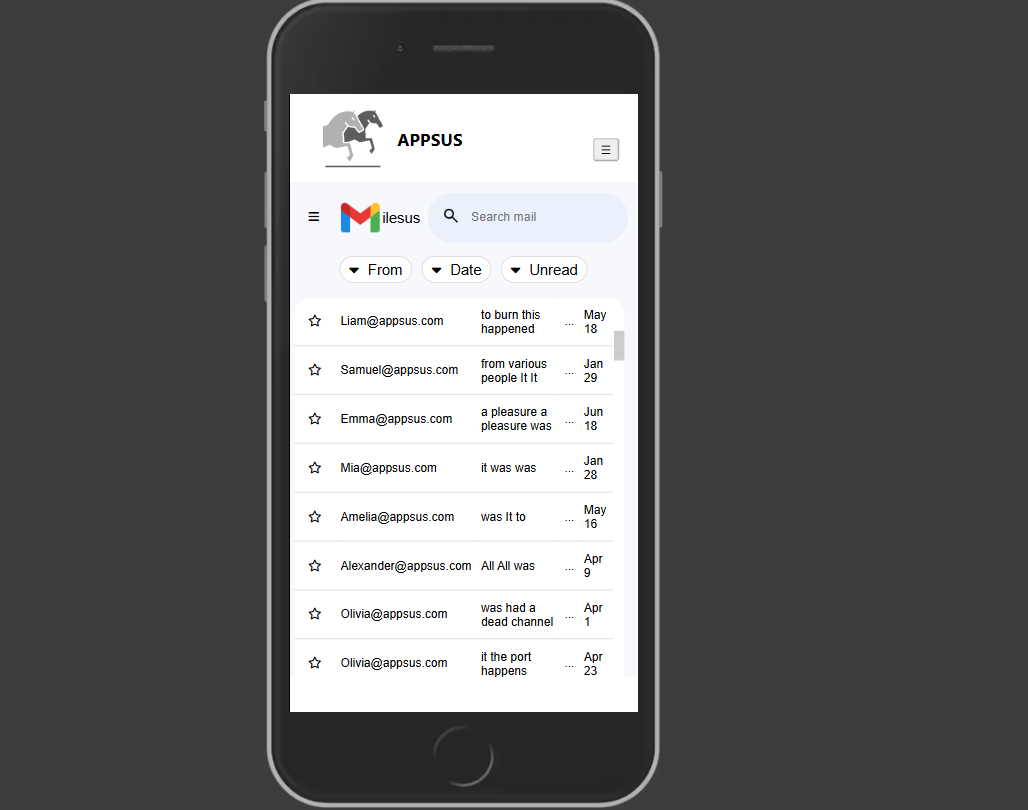 APPSUS
ilesus
Search mail
From
Date
Unread
Liam@appsus.com
to burn this
happened
...
May
18
Samuel@appsus.com
from various
people It It
...
Jan
29
Emma@appsus.com
a pleasure a
pleasure was
...
Jun
18
Mia@appsus.com
it was was
...
Jan
28
Amelia@appsus.com
was It to
...
May
16
Alexander@appsus.com
All All was
...
Apr
9
Olivia@appsus.com
was had a
dead channel
...
Apr
1
Olivia@appsus.com
it the port
happens
...
Apr
23